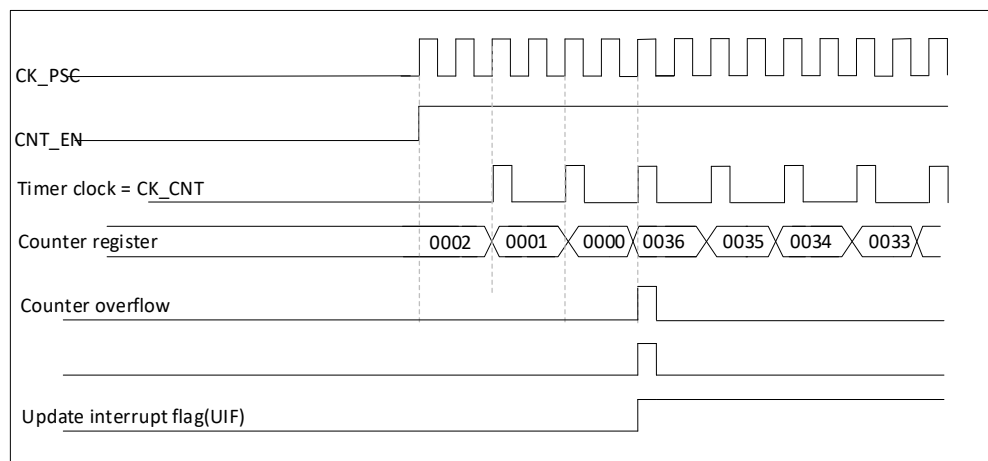 CK_PSC
CNT_EN
Timer clock = CK_CNT
Counter register 0002 0001 0000 0036 0035 0034 0033
Counter overflow
Update interrupt flag(UIF)